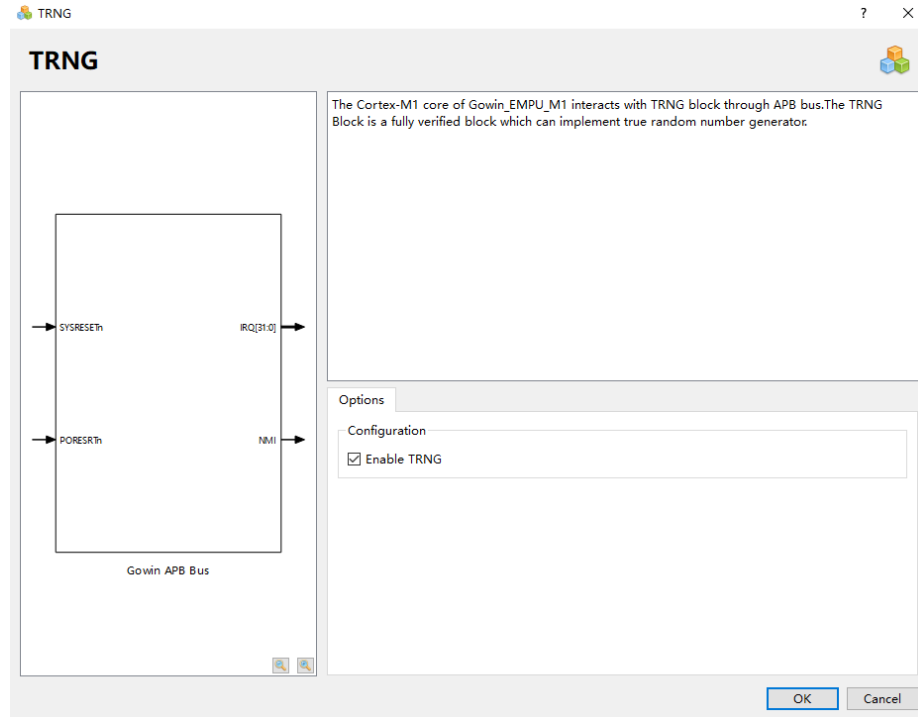 TRNG
?
TRNG
The Cortex-M1 core of Gowin_EMPU_M1 interacts with TRNG block through APB bus.The TRNG
Block is a fully verified block which can implement true random number generator.
SYSRESETn
IRQ[31:0]
PORESRTn
NMI
Gowin APB Bus
Options
Configuration
Enable TRNG
OK
Cancel